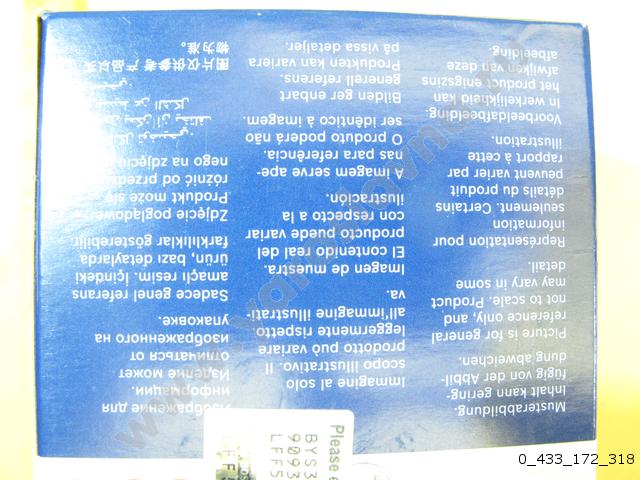 Musterabbildung.
Inhalt kann gering-
fügig von der Abbil-
dung abweichen.
Picture is for general
reference only, and
not to scale. Product
may vary in some
detail.
Représentation pour
information
seulement. Certains
détails du produit
peuvent varier par
rapport à cette
illustration.
Voorbeeldafbeelding.
In werkelijkheid kan
het product enigszins
afwijken van deze
afbeelding.
Immagine al solo
scopo illustrativo. Il
prodotto può variare
leggermente rispetto
all'immagine illustrati-
va.
Imagen de muestra.
El contenido real del
producto puede variar
con respecto a la
ilustración.
A imagem serve ape-
nas para referência.
O produto poderá não
ser idêntico à imagem.
Bilden ger enbart
generell referens.
Produkten kan variera
på vissa detaljer.
Изображение для
информации.
Изделие может
отличаться от
изображенного на
упаковке.
Sadece genel referans
amaçlı resim. İçindeki
ürün, bazı detaylarda
farklılıklar gösterebilir
Zdjęcie poglądowe.
Produkt może się
różnić od przedst
nego na zdjęciu
图片仅供参考产品以实
物为准。
Please
BYS3
9093
LFF5
0_433_172_318